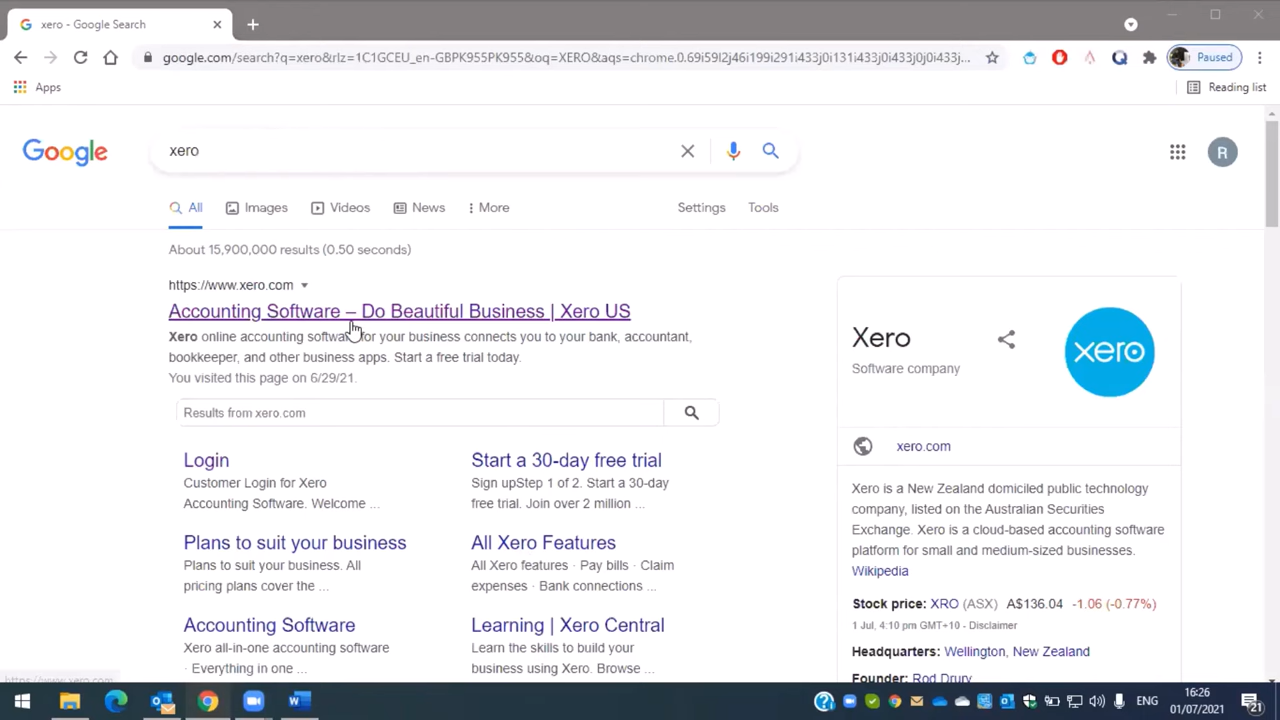 xero - Google Search
google.com/search?q=xero&rlz=1C1GCEU_en-GBPK955PK955&oq=XERO&aqs=chrome.0.69i59l2j46i199i291i433j0i131i433j0j0i433j...
Paused
Apps
Reading list
Google
xero
R
All
Images
Videos
News
More
Settings
Tools
About 15,900,000 results (0.50 seconds)
https://www.xero.com
Accounting Software – Do Beautiful Business | Xero US
Xero online accounting software for your business connects you to your bank, accountant,
bookkeeper, and other business apps. Start a free trial today.
You visited this page on 6/29/21.
Results from xero.com
Login
Customer Login for Xero
Accounting Software. Welcome ...
Start a 30-day free trial
Sign upStep 1 of 2. Start a 30-day
free trial. Join over 2 million ...
Plans to suit your business
Plans to suit your business. All
pricing plans cover the ...
All Xero Features
All Xero features · Pay bills · Claim
expenses · Bank connections ...
Accounting Software
Xero all-in-one accounting software
· Everything in one ...
Learning | Xero Central
Learn the skills to build your
business using Xero. Browse ...
Xero
Software company
xero
xero.com
Xero is a New Zealand domiciled public technology
company, listed on the Australian Securities
Exchange. Xero is a cloud-based accounting software
platform for small and medium-sized businesses.
Wikipedia
Stock price: XRO (ASX) A$136.04 -1.06 (-0.77%)
1 Jul, 4:10 pm GMT+10 - Disclaimer
Headquarters: Wellington, New Zealand
Founder: Rod Drury
https://www.xero.com
ENG
16:26
01/07/2021
21